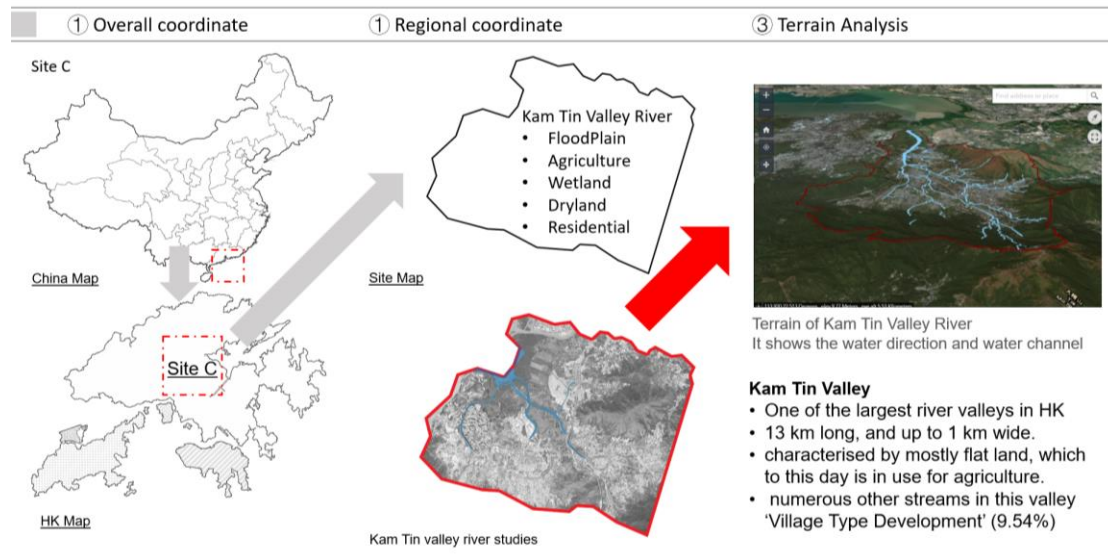 ① Overall coordinate
① Regional coordinate
③ Terrain Analysis
Site C
China Map
Site C
HK Map
Kam Tin Valley River
• FloodPlain
• Agriculture
• Wetland
• Dryland
• Residential
Site Map
Kam Tin valley river studies
Find address or place
Terrain of Kam Tin Valley River
It shows the water direction and water channel
Kam Tin Valley
• One of the largest river valleys in HK
• 13 km long, and up to 1 km wide.
• characterised by mostly flat land, which
to this day is in use for agriculture.
• numerous other streams in this valley
‘Village Type Development’ (9.54%)